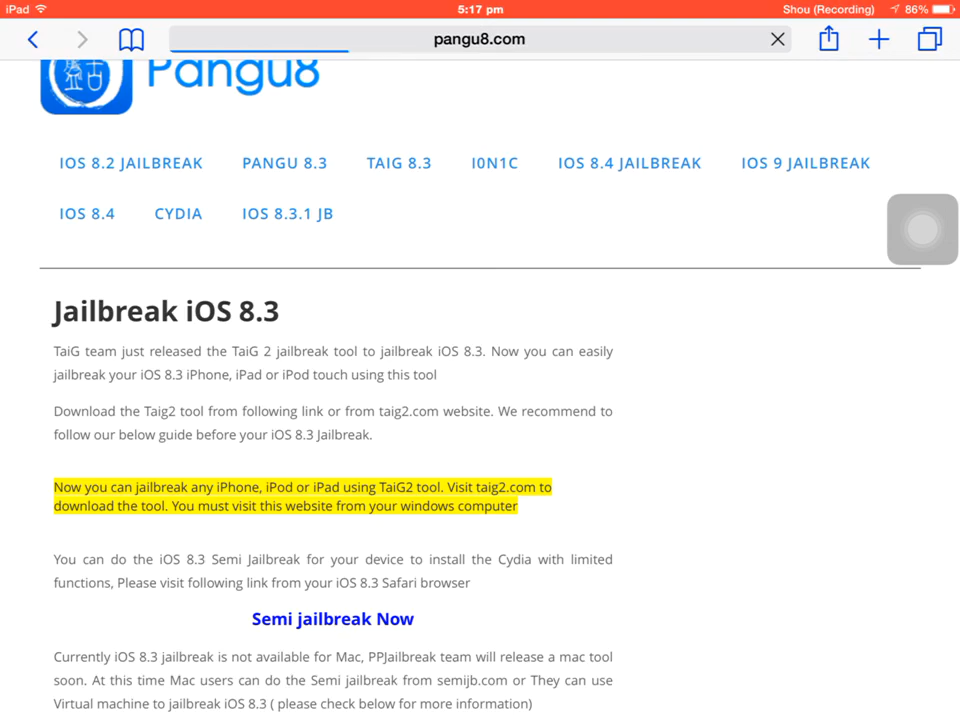 iPad 5:17 pm Shou (Recording) 86%
pangu8.com
盘古 Pangu8
IOS 8.2 JAILBREAK PANGU 8.3 TAIG 8.3 I0N1C IOS 8.4 JAILBREAK IOS 9 JAILBREAK
IOS 8.4 CYDIA IOS 8.3.1 JB
Jailbreak iOS 8.3
TaiG team just released the TaiG 2 jailbreak tool to jailbreak iOS 8.3. Now you can easily
jailbreak your iOS 8.3 iPhone, iPad or iPod touch using this tool
Download the Taig2 tool from following link or from taig2.com website. We recommend to
follow our below guide before your iOS 8.3 Jailbreak.
Now you can jailbreak any iPhone, iPod or iPad using TaiG2 tool. Visit taig2.com to
download the tool. You must visit this website from your windows computer
You can do the iOS 8.3 Semi Jailbreak for your device to install the Cydia with limited
functions, Please visit following link from your iOS 8.3 Safari browser
Semi jailbreak Now
Currently iOS 8.3 jailbreak is not available for Mac, PPJailbreak team will release a mac tool
soon. At this time Mac users can do the Semi jailbreak from semijb.com or They can use
Virtual machine to jailbreak iOS 8.3 ( please check below for more information)